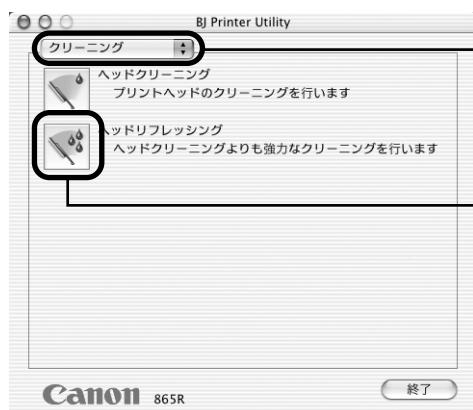 BJ Printer Utility
クリーニング
ヘッドクリーニング
プリントヘッドのクリーニングを行います
ヘッドリフレッシング
ヘッドクリーニングよりも強力なクリーニングを行います
Canon 865R
終了